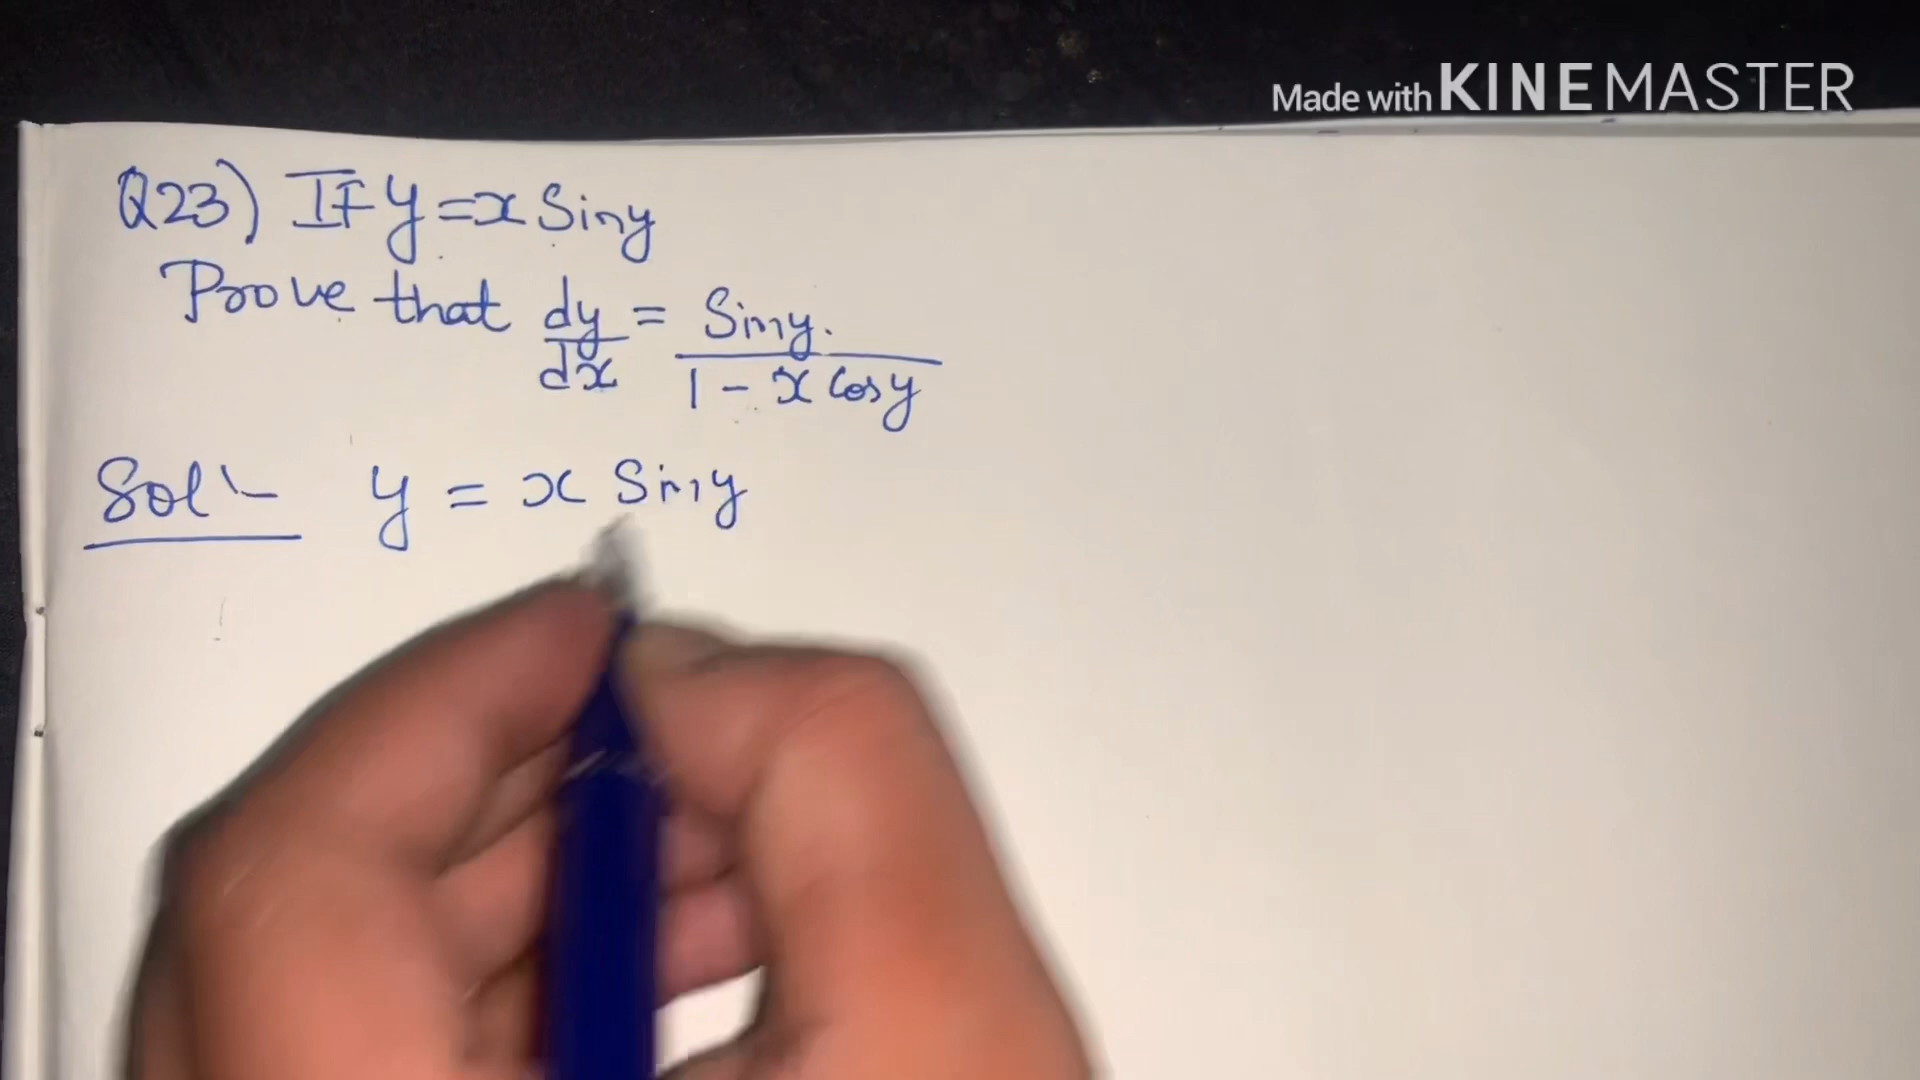 Made with KINEMASTER
Q23) If y = x Siny
Prove that dy/dx = Siny. / 1 - x Cosy
Sol:- y = x Siny